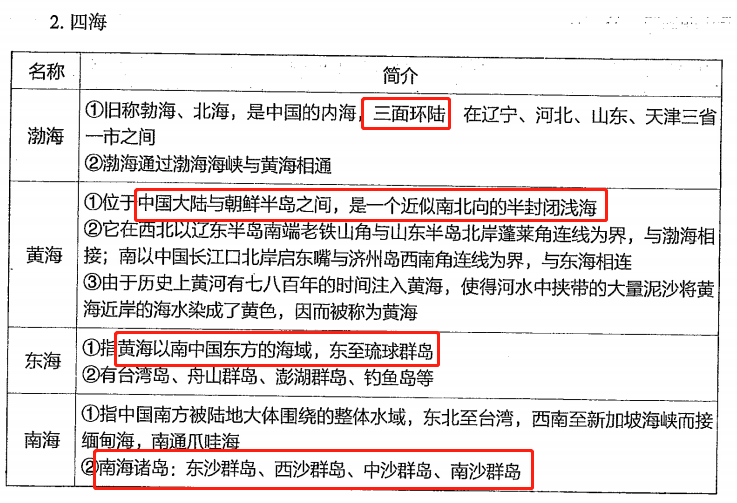 2. 四海
名称
简介
渤海
①旧称勃海、北海，是中国的内海，三面环陆 在辽宁、河北、山东、天津三省
一市之间
②渤海通过渤海海峡与黄海相通
黄海
①位于中国大陆与朝鲜半岛之间，是一个近似南北向的半封闭浅海
②它在西北以辽东半岛南端老铁山角与山东半岛北岸蓬莱角连线为界，与渤海相
接；南以中国长江口北岸启东嘴与济州岛西南角连线为界，与东海相连
③由于历史上黄河有七八百年的时间注入黄海，使得河水中挟带的大量泥沙将黄
海近岸的海水染成了黄色，因而被称为黄海
东海
①指黄海以南中国东方的海域，东至琉球群岛
②有台湾岛、舟山群岛、澎湖群岛、钓鱼岛等
南海
①指中国南方被陆地大体围绕的整体水域，东北至台湾，西南至新加坡海峡而接
缅甸海，南通爪哇海
②南海诸岛：东沙群岛、西沙群岛、中沙群岛、南沙群岛